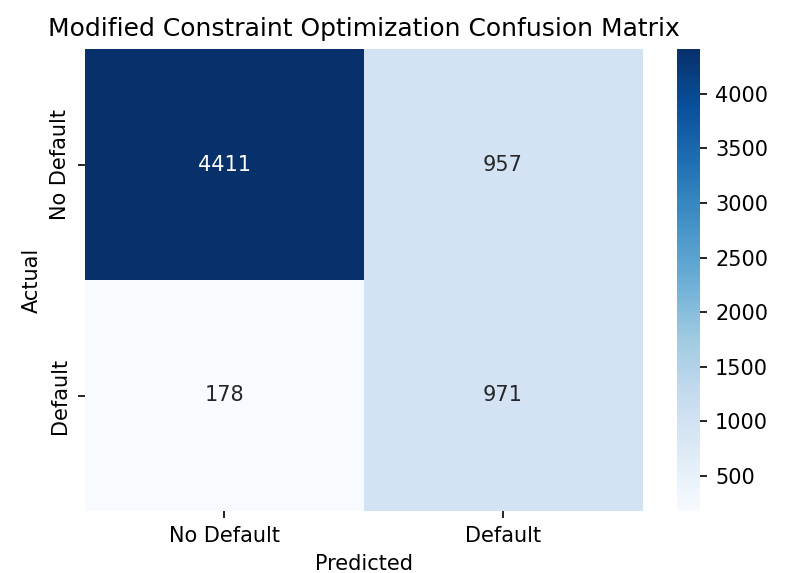 Modified Constraint Optimization Confusion Matrix
Actual
No Default
Default
4411
957
178
971
No Default
Default
Predicted
4000
3500
3000
2500
2000
1500
1000
500